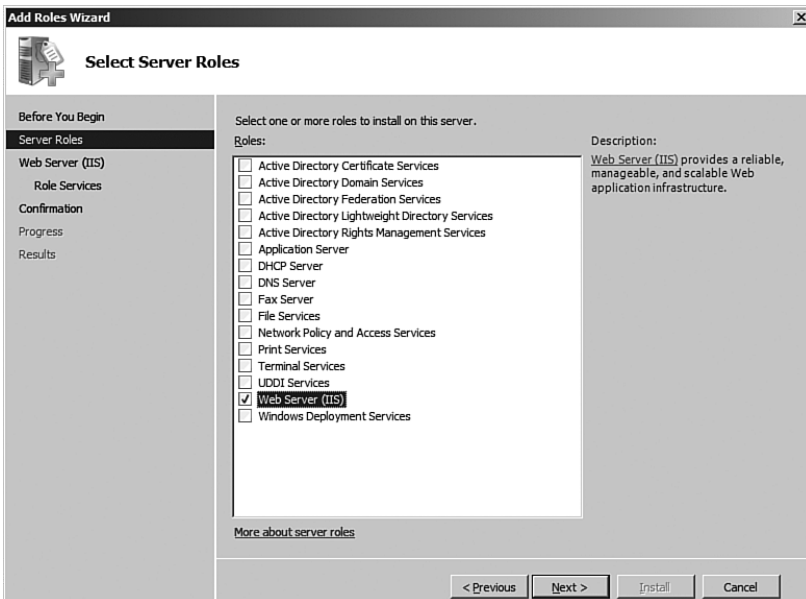 Add Roles Wizard
Select Server Roles
Before You Begin
Server Roles
Web Server (IIS)
Role Services
Confirmation
Progress
Results
Select one or more roles to install on this server.
Roles:
Active Directory Certificate Services
Active Directory Domain Services
Active Directory Federation Services
Active Directory Lightweight Directory Services
Active Directory Rights Management Services
Application Server
DHCP Server
DNS Server
Fax Server
File Services
Network Policy and Access Services
Print Services
Terminal Services
UDDI Services
Web Server (IIS)
Windows Deployment Services
More about server roles
Description:
Web Server (IIS) provides a reliable,
manageable, and scalable Web
application infrastructure.
< Previous
Next >
Install
Cancel